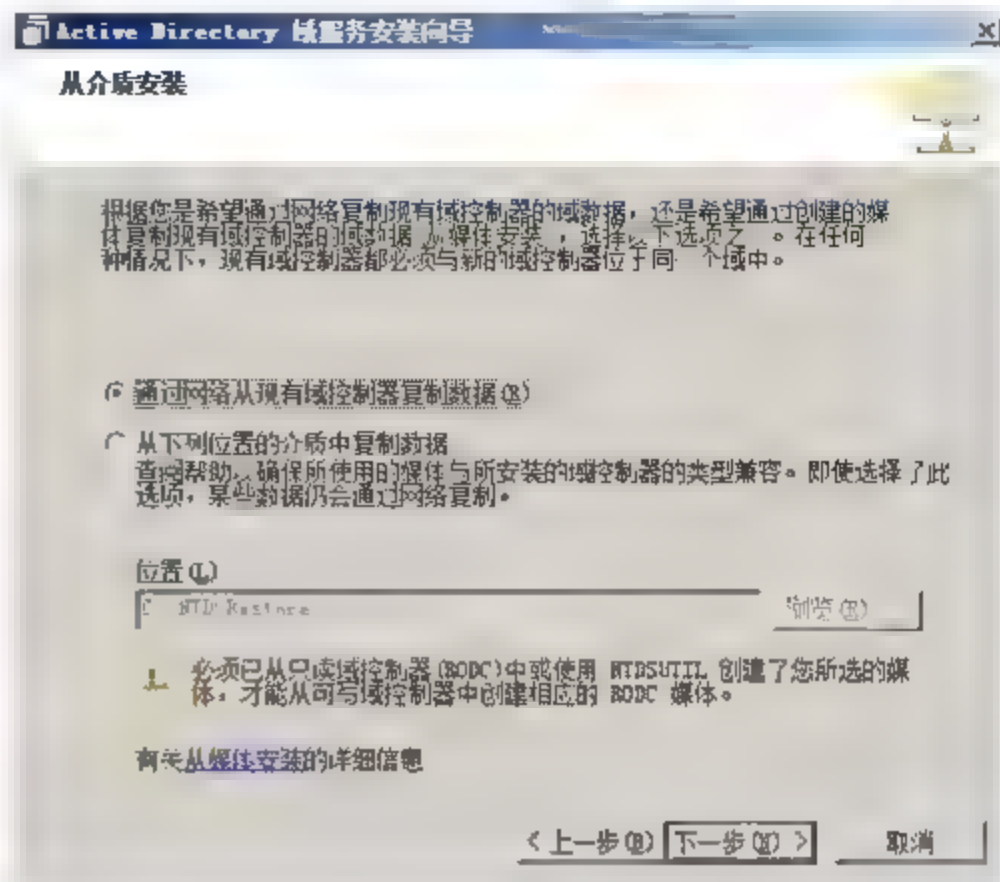 Active Directory 域服务安装向导
从介质安装
根据您是希望通过网络复制现有域控制器的域数据，还是希望通过创建的媒
体复制现有域控制器的域数据 从媒体安装 ，选择以下选项之 。在任何
种情况下，现有域控制器都必须与新的域控制器位于同 个域中。
通过网络从现有域控制器复制数据(R)
从下列位置的介质中复制数据
查阅帮助，确保所使用的媒体与所安装的域控制器的类型兼容。即使选择了此
选项，某些数据仍会通过网络复制。
位置(L)
Restore
浏览(R)
必须已从只读域控制器(RODC)中或使用 NTDSUTIL 创建了您所选的媒
体，才能从可写域控制器中创建相应的 RODC 媒体。
有关从媒体安装的详细信息
< 上一步(B)
下一步(N) >
取消